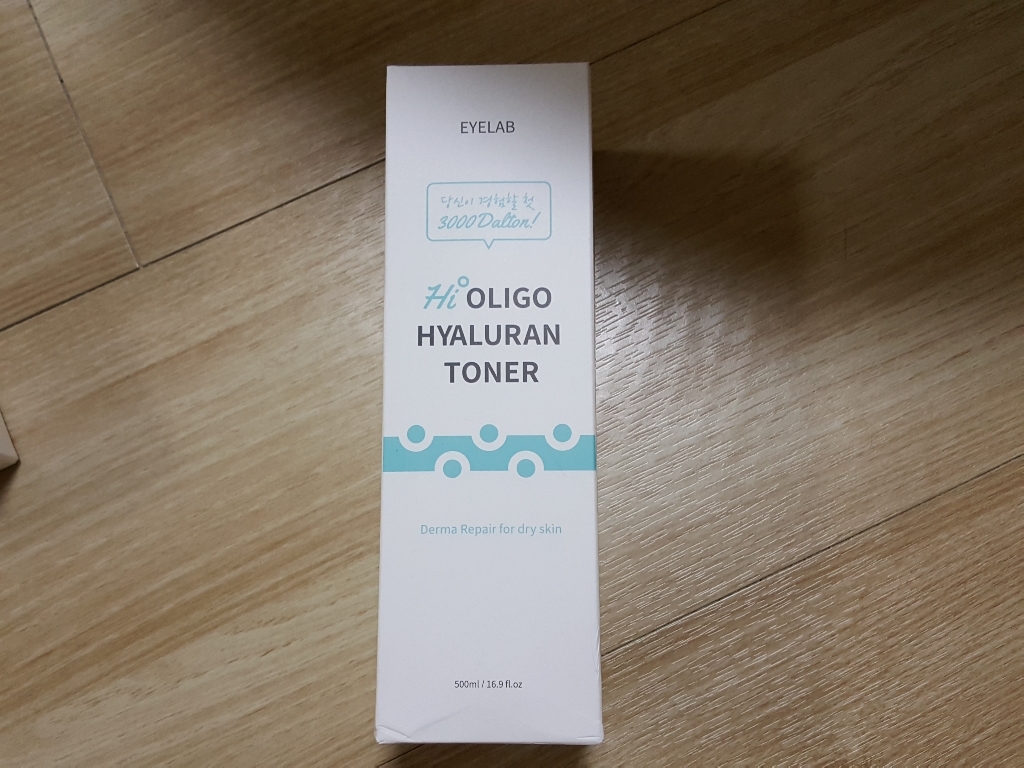 EYELAB
당신이 경험할 첫
3000 Dalton!
Hi OLIGO
HYALURAN
TONER
Derma Repair for dry skin
500ml / 16.9 fl.oz